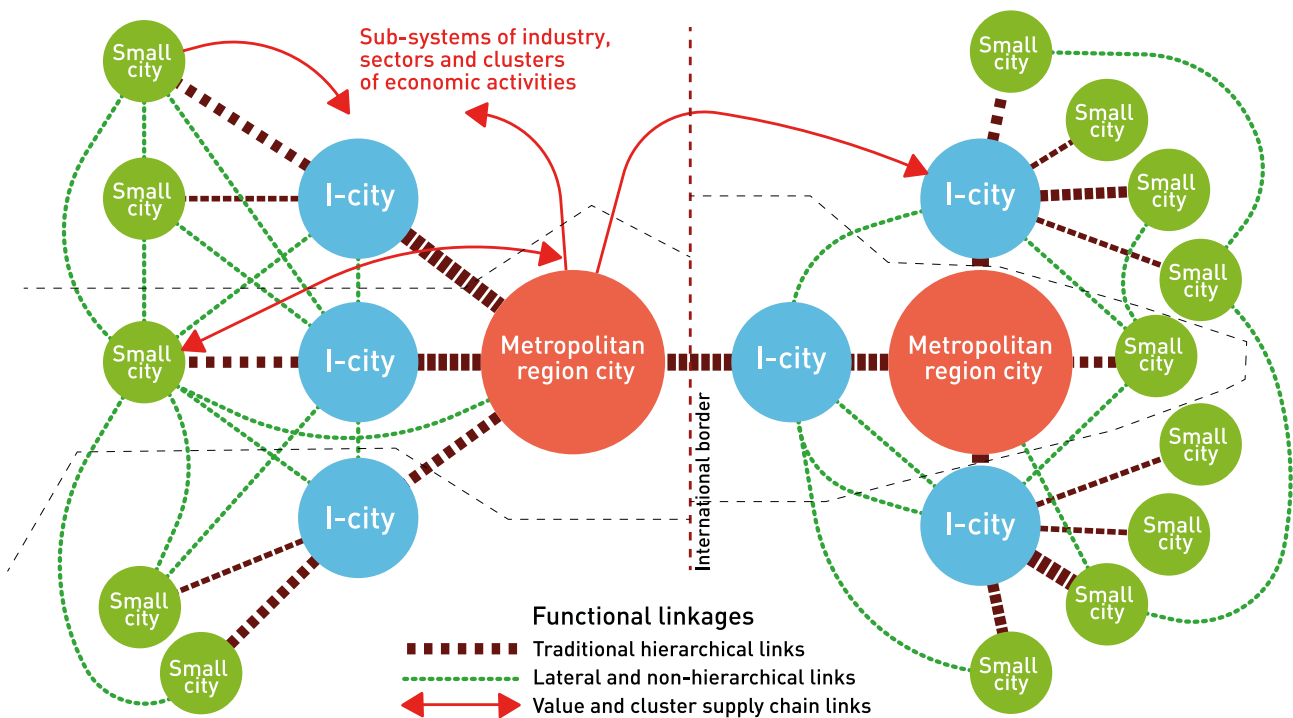 Small
city
Sub-systems of industry,
sectors and clusters
of economic activities
Small
city
Small
city
I-city
I-city
Small
city
Small
city
Small
city
Small
city
I-city
Metropolitan
region city
I-city
Metropolitan
region city
Small
city
Small
city
Small
city
I-city
I-city
International border
Small
city
Small
city
Small
city
Small
city
Small
city
Functional linkages
Traditional hierarchical links
Lateral and non-hierarchical links
Value and cluster supply chain links